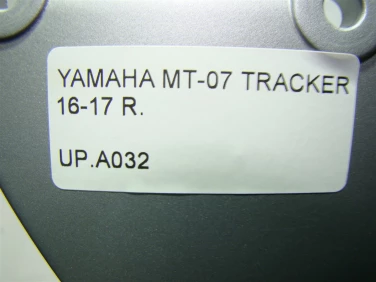 YAMAHA MT-07 TRACKER
16-17 R.
UP.A032